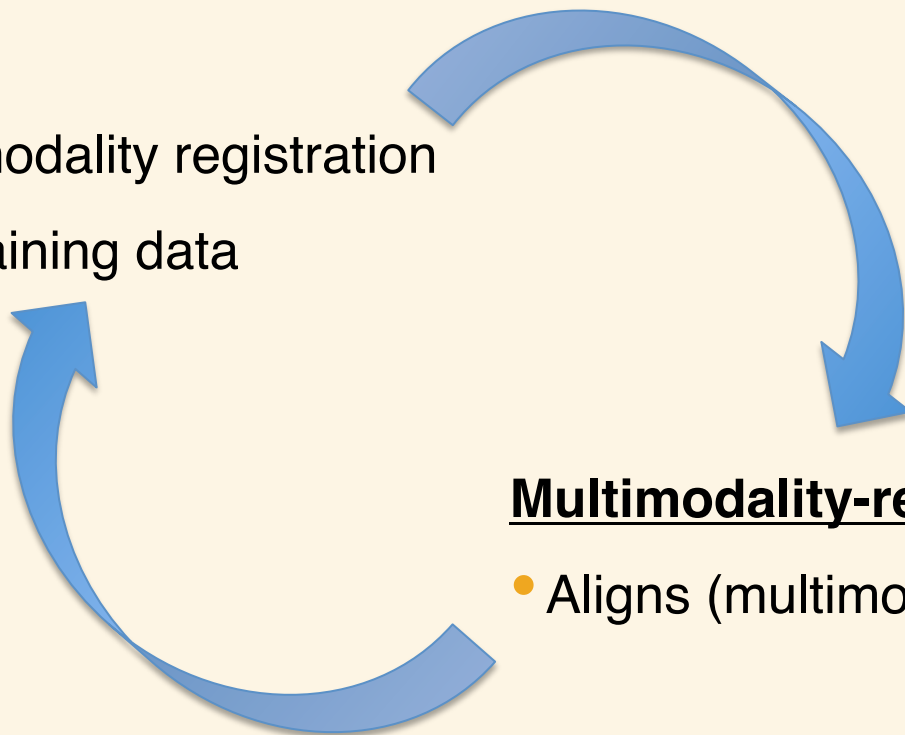 odality registration
aining data
Multimodality-re
Aligns (multimo